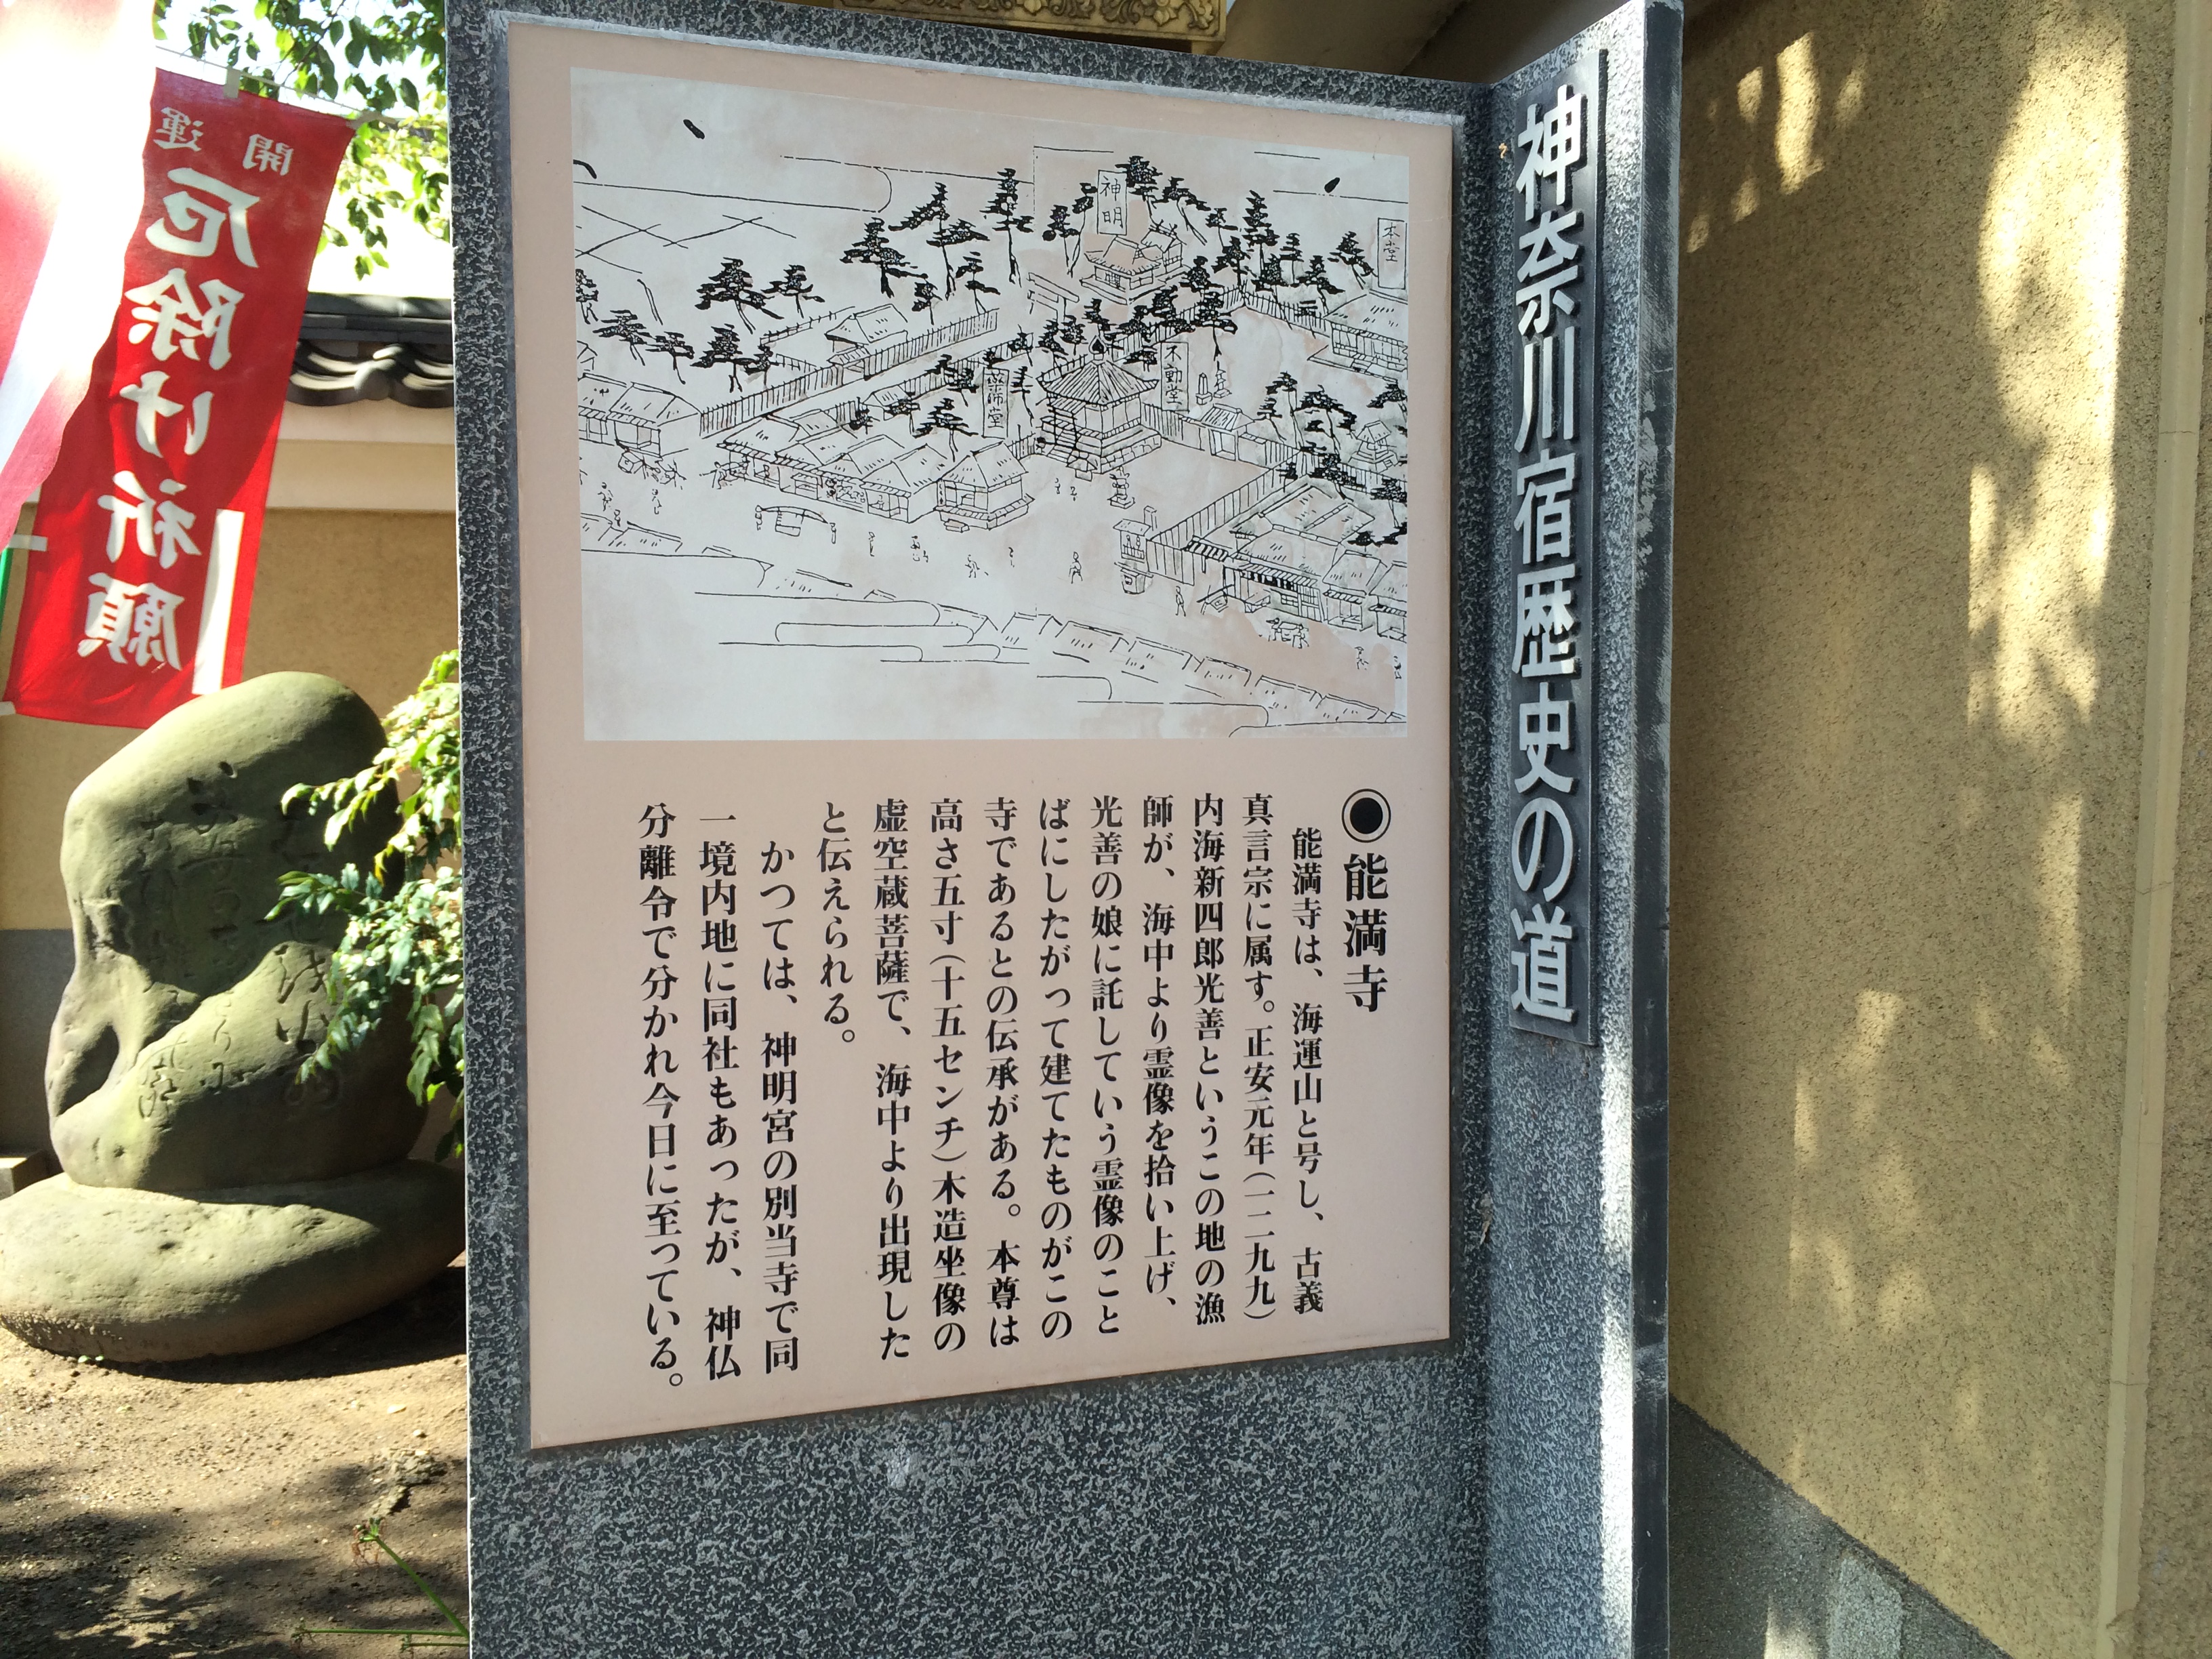 神奈川宿歴史の道
神明
本堂
不動堂
薬師堂
能満寺
能満寺は、海運山と号し、古義
真言宗に属す。正安元年(一二九九)
内海新四郎光善というこの地の漁
師が、海中より霊像を拾い上げ、
光善の娘に託していう霊像のこと
ばにしたがって建てたものがこの
寺であるとの伝承がある。本尊は
高さ五寸(十五センチ)木造坐像の
虚空蔵菩薩で、海中より出現した
と伝えられる。
かつては、神明宮の別当寺で同
一境内地に同社もあったが、神仏
分離令で分かれ今日に至っている。
開運
厄除け祈願